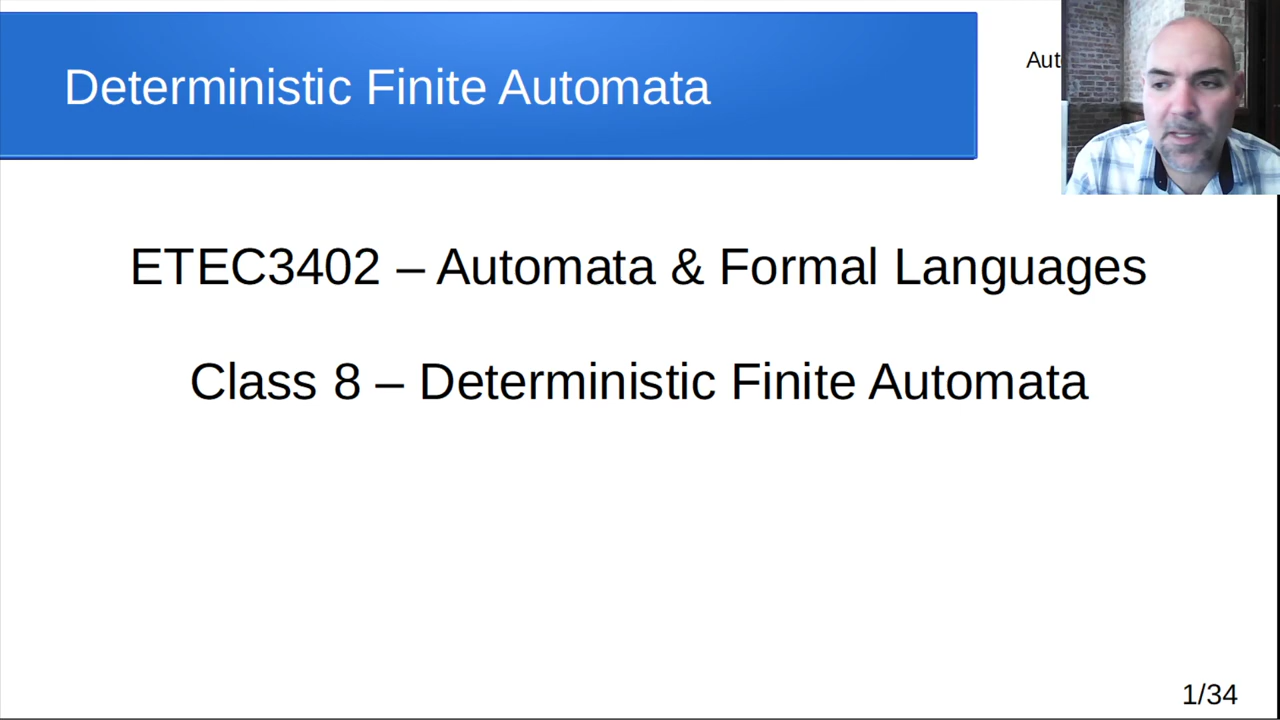 Deterministic Finite Automata
Aut
ETEC3402 – Automata & Formal Languages
Class 8 – Deterministic Finite Automata
1/34